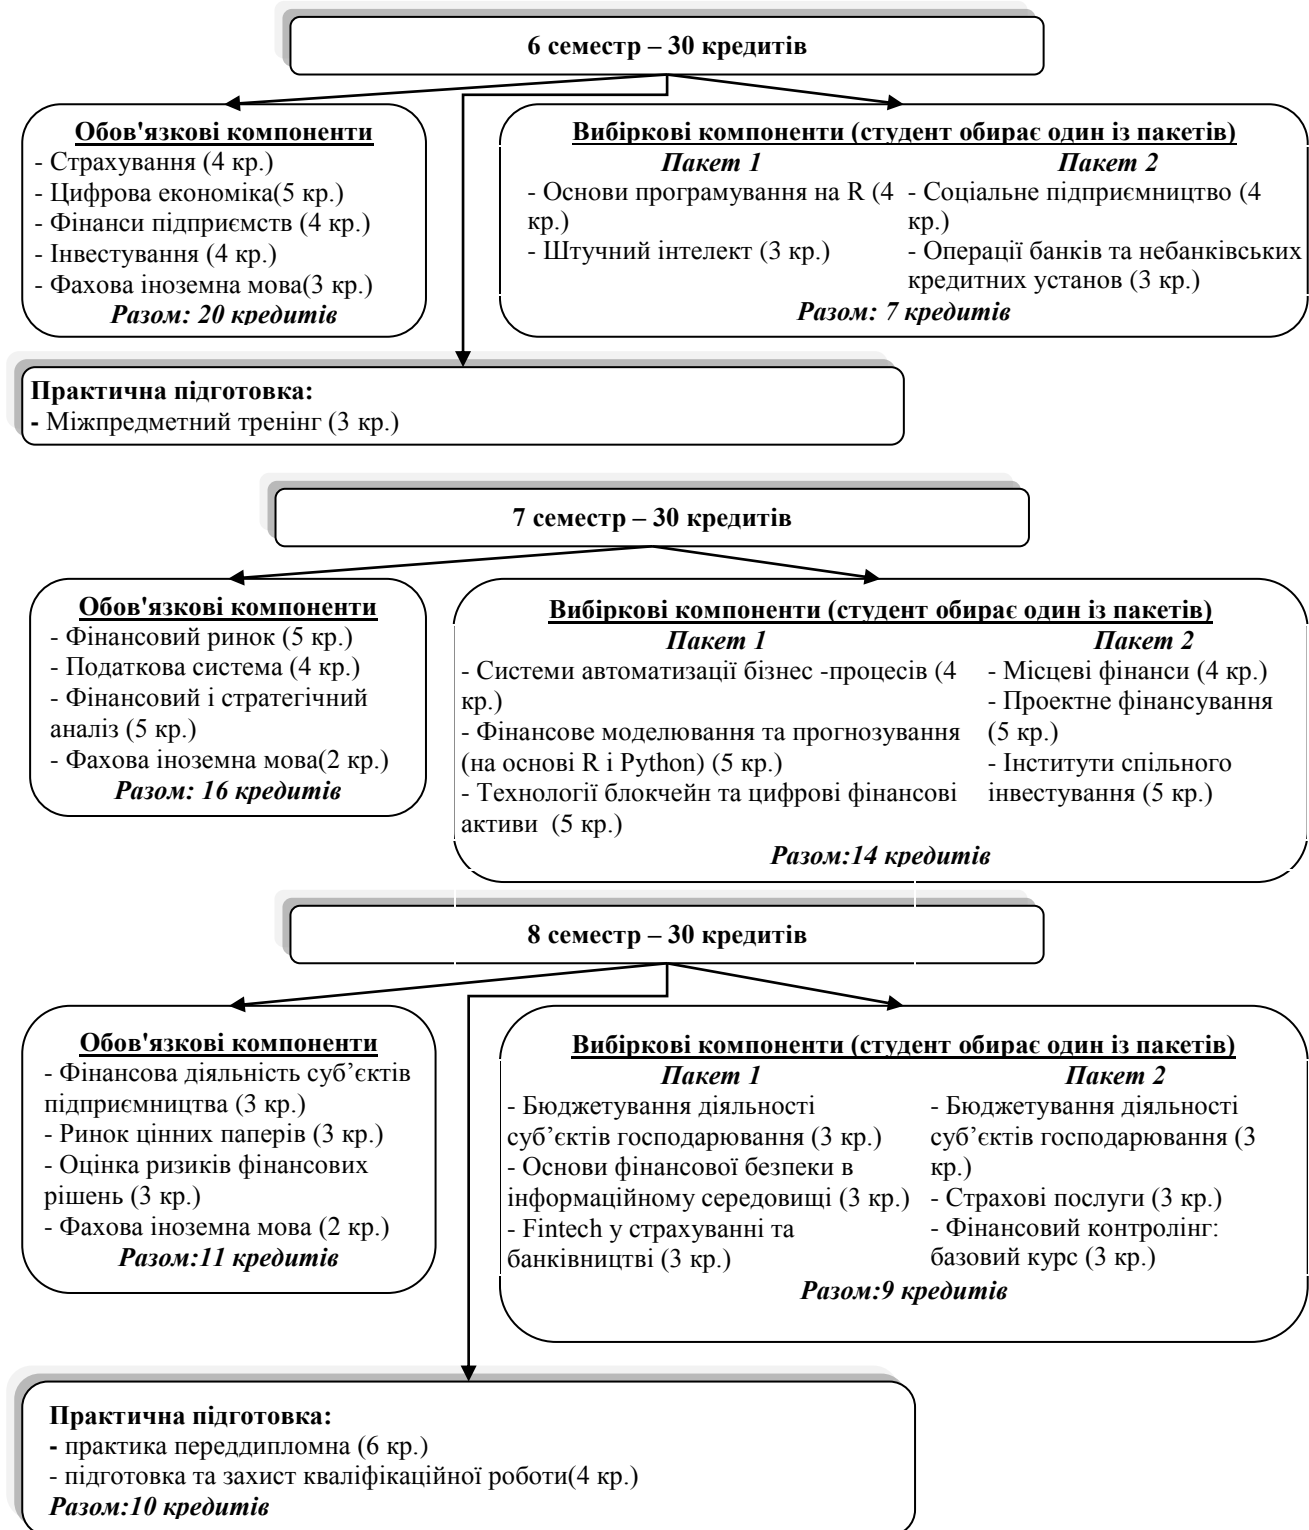 6 семестр – 30 кредитів
Обов'язкові компоненти
- Страхування (4 кр.)
- Цифрова економіка(5 кр.)
- Фінанси підприємств (4 кр.)
- Інвестування (4 кр.)
- Фахова іноземна мова(3 кр.)
Разом: 20 кредитів
Вибіркові компоненти (студент обирає один із пакетів)
Пакет 1
- Основи програмування на R (4
кр.)
- Штучний інтелект (3 кр.)
Пакет 2
- Соціальне підприємництво (4
кр.)
- Операції банків та небанківських
кредитних установ (3 кр.)
Разом: 7 кредитів
Практична підготовка:
- Міжпредметний тренінг (3 кр.)
7 семестр – 30 кредитів
Обов'язкові компоненти
- Фінансовий ринок (5 кр.)
- Податкова система (4 кр.)
- Фінансовий і стратегічний
аналіз (5 кр.)
- Фахова іноземна мова(2 кр.)
Разом: 16 кредитів
Вибіркові компоненти (студент обирає один із пакетів)
Пакет 1
- Системи автоматизації бізнес -процесів (4
кр.)
- Фінансове моделювання та прогнозування
(на основі R і Python) (5 кр.)
- Технології блокчейн та цифрові фінансові
активи (5 кр.)
Пакет 2
- Місцеві фінанси (4 кр.)
- Проектне фінансування
(5 кр.)
- Інститути спільного
інвестування (5 кр.)
Разом:14 кредитів
8 семестр – 30 кредитів
Обов'язкові компоненти
- Фінансова діяльність суб’єктів
підприємництва (3 кр.)
- Ринок цінних паперів (3 кр.)
- Оцінка ризиків фінансових
рішень (3 кр.)
- Фахова іноземна мова (2 кр.)
Разом:11 кредитів
Вибіркові компоненти (студент обирає один із пакетів)
Пакет 1
- Бюджетування діяльності
суб’єктів господарювання (3 кр.)
- Основи фінансової безпеки в
інформаційному середовищі (3 кр.)
- Fintech у страхуванні та
банківництві (3 кр.)
Пакет 2
- Бюджетування діяльності
суб’єктів господарювання (3
кр.)
- Страхові послуги (3 кр.)
- Фінансовий контролінг:
базовий курс (3 кр.)
Разом:9 кредитів
Практична підготовка:
- практика переддипломна (6 кр.)
- підготовка та захист кваліфікаційної роботи(4 кр.)
Разом:10 кредитів